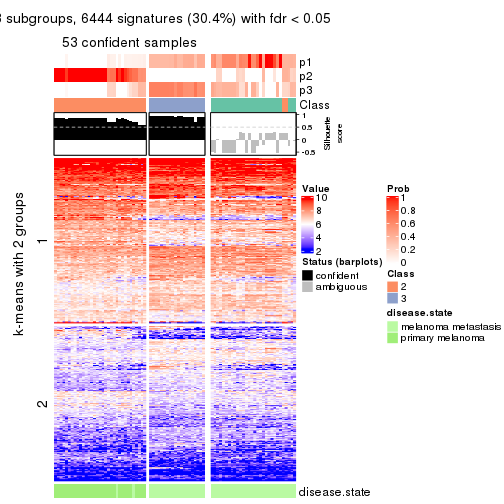 3 subgroups, 6444 signatures (30.4%) with fdr < 0.05
53 confident samples
p1
p2
p3
Class
1
0.5
0
-0.5
Silhouette
score
k-means with 2 groups
1
2
Value
10
8
6
4
2
Status (barplots)
confident
ambiguous
Prob
1
0.8
0.6
0.4
0.2
0
Class
2
3
disease.state
melanoma metastasis
primary melanoma
disease.state